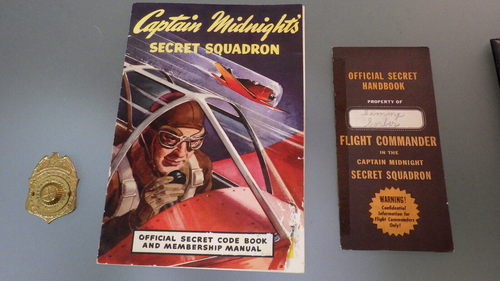 Captain Midnight's
SECRET SQUADRON
OFFICIAL SECRET CODE BOOK
AND MEMBERSHIP MANUAL
OFFICIAL SECRET
HANDBOOK
PROPERTY OF
FLIGHT COMMANDER
IN THE
CAPTAIN MIDNIGHT
SECRET SQUADRON
WARNING!
Confidential
Information for
Flight Commanders
Only!